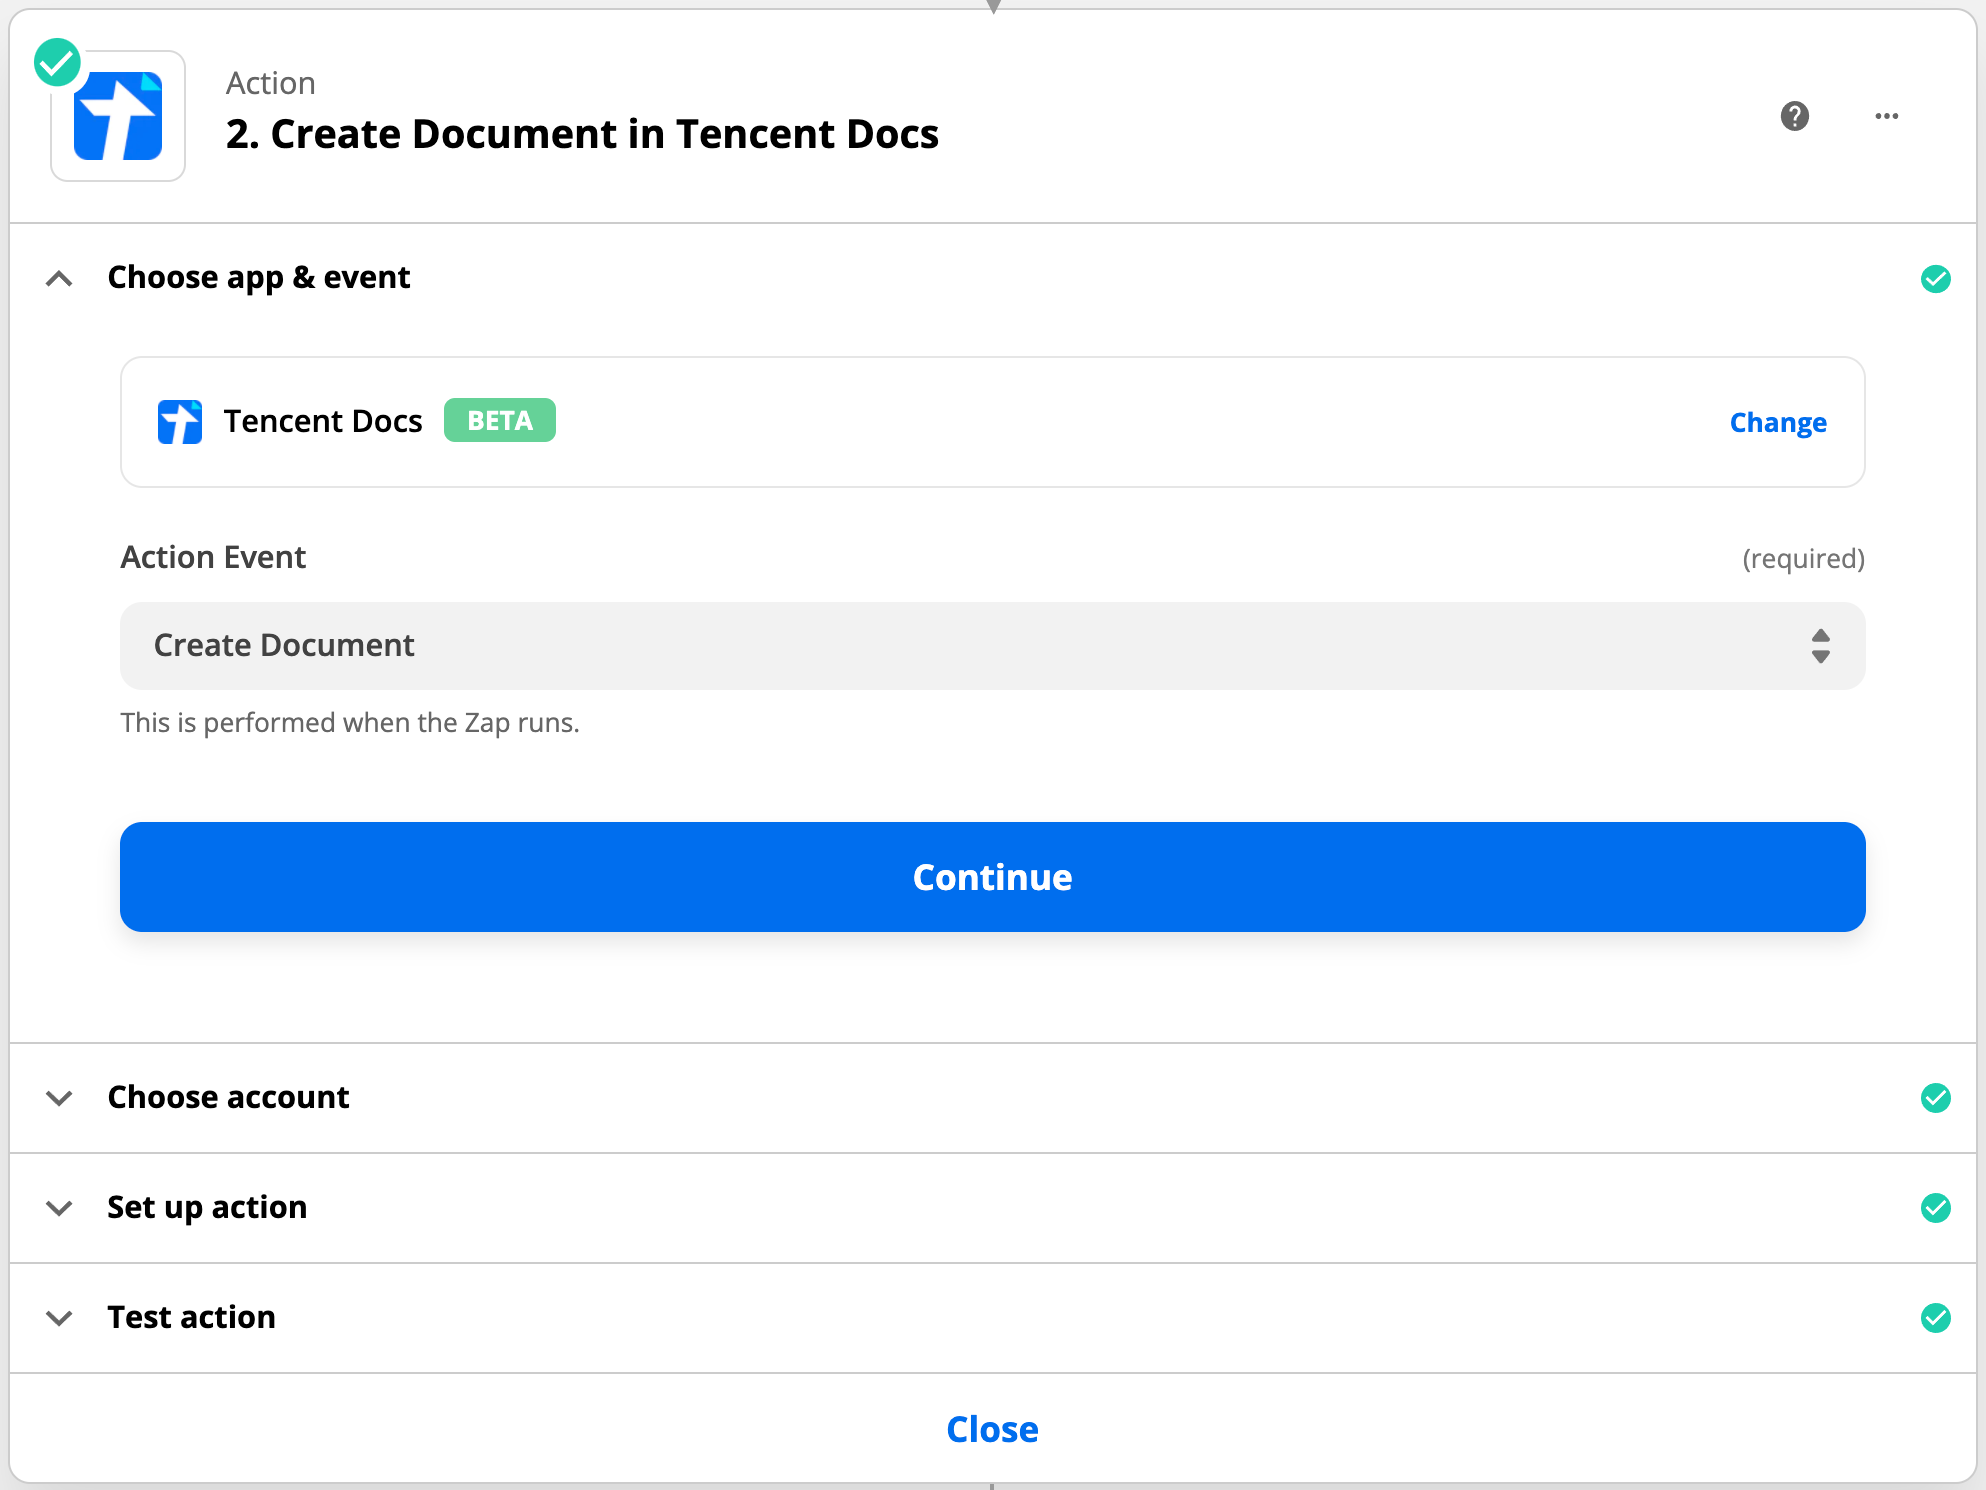 Action
2. Create Document in Tencent Docs
Choose app & event
Tencent Docs BETA Change
Action Event (required)
Create Document
This is performed when the Zap runs.
Continue
Choose account
Set up action
Test action
Close